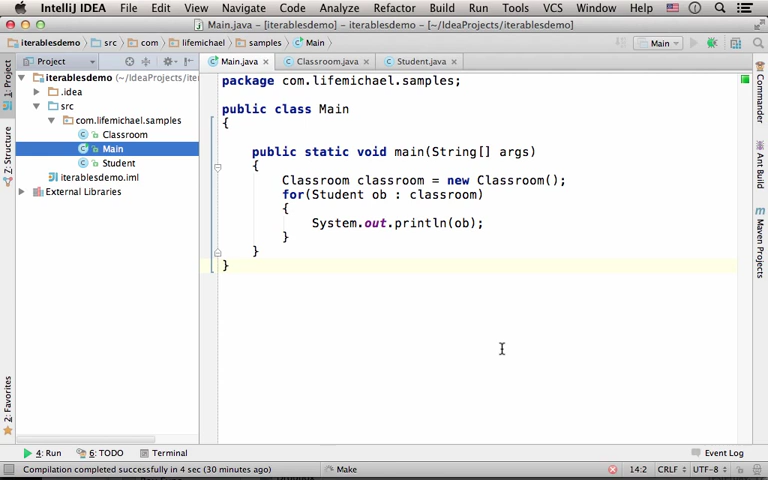 IntelliJ IDEA File Edit View Navigate Code Analyze Refactor Build Run Tools VCS Window Help
Main.java - [iterablesdemo] - iterablesdemo - [~/IdeaProjects/iterablesdemo]
iterablesdemo src com lifemichael samples Main
Main
1: Project
Z: Structure
2: Favorites
Project
iterablesdemo (~/IdeaProjects/iter
.idea
src
com.lifemichael.samples
Classroom
Main
Student
iterablesdemo.iml
External Libraries
Main.java Classroom.java Student.java
package com.lifemichael.samples;
public class Main
{
public static void main(String[] args)
{
Classroom classroom = new Classroom();
for(Student ob : classroom)
{
System.out.println(ob);
}
}
}
Commander
Ant Build
Maven Projects
4: Run 6: TODO Terminal Event Log
Compilation completed successfully in 4 sec (30 minutes ago) Make 14:2 CRLF UTF-8